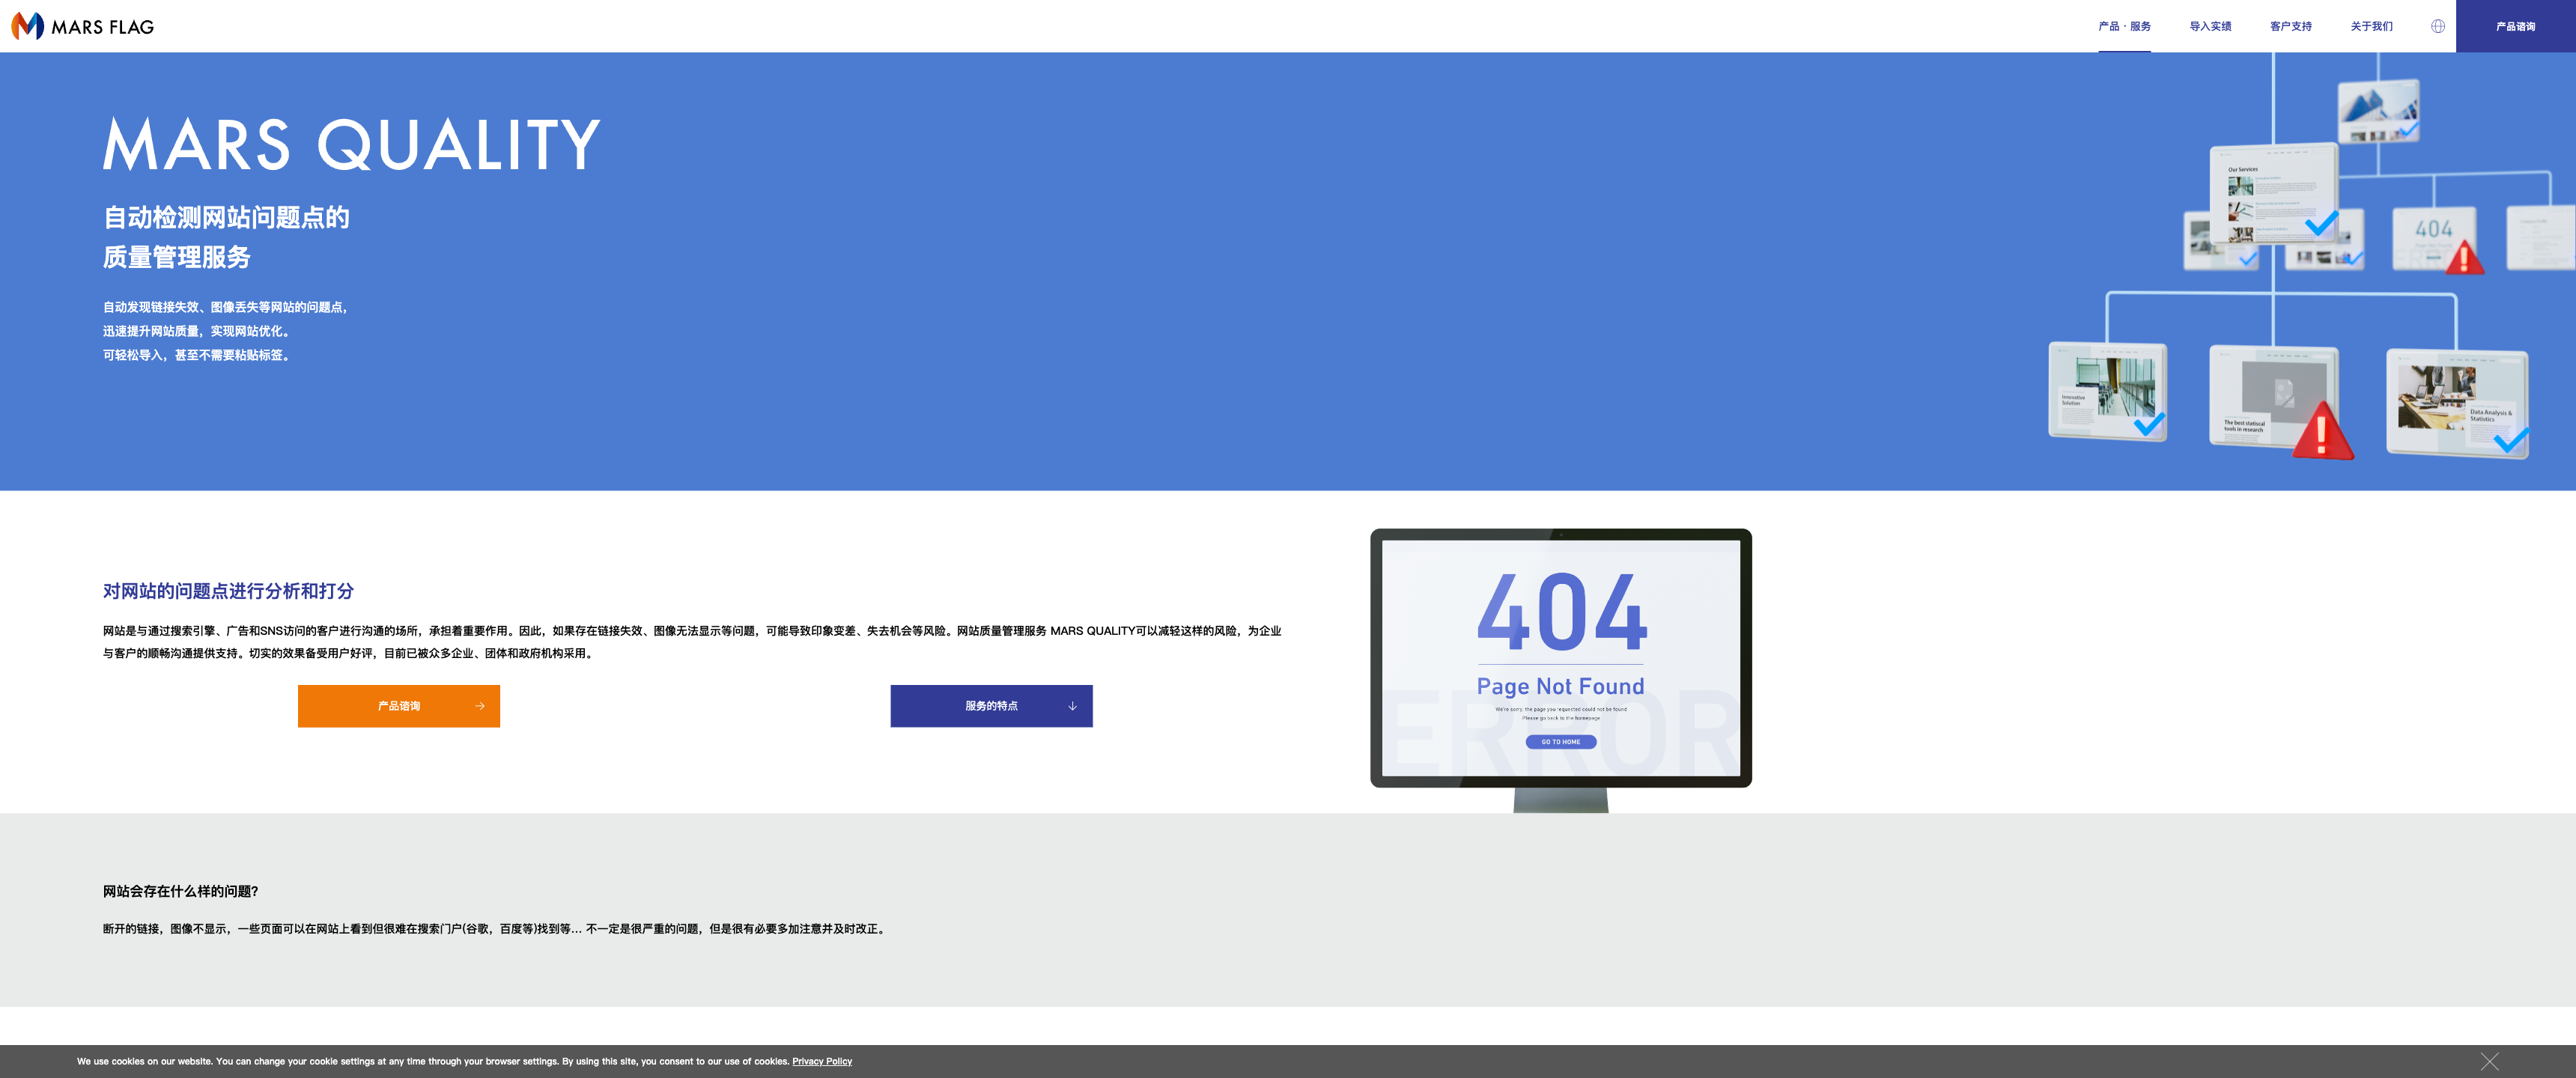 MARS FLAG
产品·服务
导入实绩
客户支持
关于我们
产品谘询
MARS QUALITY
自动检测网站问题点的
质量管理服务
自动发现链接失效、图像丢失等网站的问题点，
迅速提升网站质量，实现网站优化。
可轻松导入，甚至不需要粘贴标签。
Our Services
404
Page Not Found
Innovative
Solution
The best statiscal
tools in research
Data Analysis &
Statistics
对网站的问题点进行分析和打分
网站是与通过搜索引擎、广告和SNS访问的客户进行沟通的场所，承担着重要作用。因此，如果存在链接失效、图像无法显示等问题，可能导致印象变差、失去机会等风险。网站质量管理服务 MARS QUALITY可以减轻这样的风险，为企业
与客户的顺畅沟通提供支持。切实的效果备受用户好评，目前已被众多企业、团体和政府机构采用。
产品谘询
服务的特点
404
Page Not Found
We're sorry, the page you requested could not be found
Please go back to the homepage
GO TO HOME
ERROR
网站会存在什么样的问题?
断开的链接，图像不显示，一些页面可以在网站上看到但很难在搜索门户(谷歌，百度等)找到等... 不一定是很严重的问题，但是很有必要多加注意并及时改正。
We use cookies on our website. You can change your cookie settings at any time through your browser settings. By using this site, you consent to our use of cookies. Privacy Policy